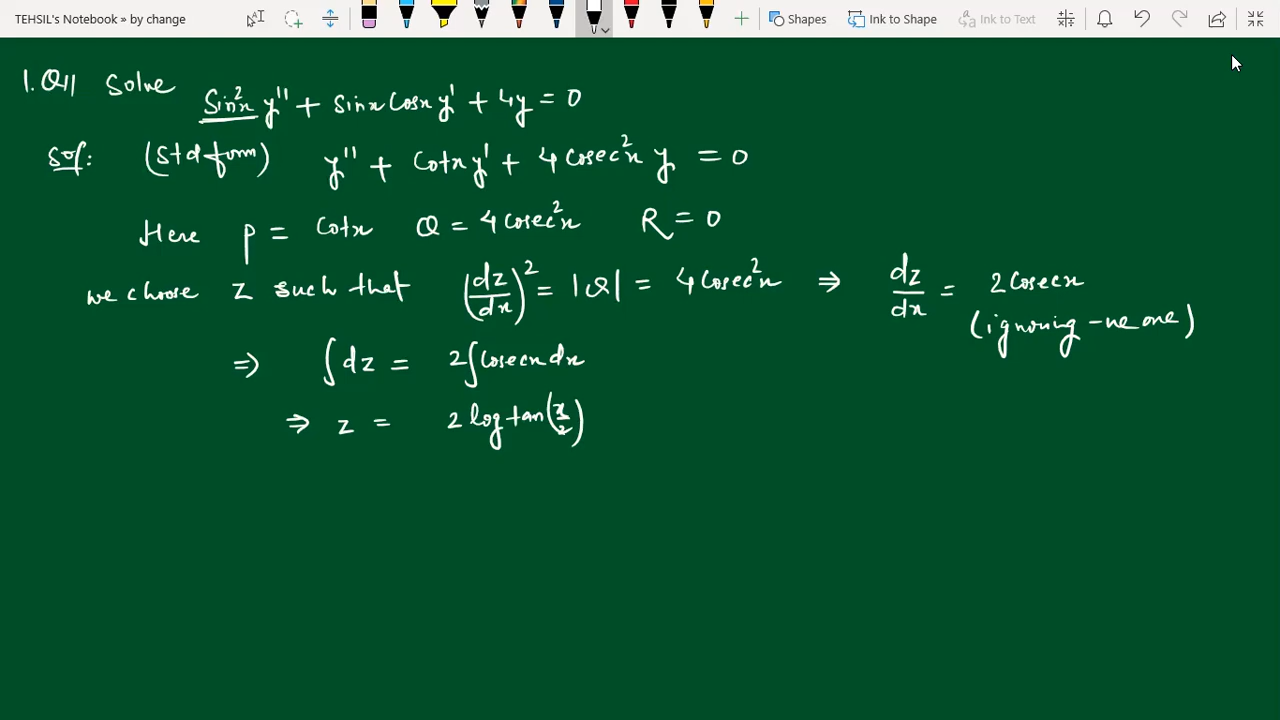 TEHSIL's Notebook » by change
Shapes
Ink to Shape
Ink to Text
1. Q11 Solve Sin²x y'' + sinx Cosx y' + 4y = 0
Sol: (Std form) y'' + Cotx y' + 4 Cosec²x y = 0
Here P = Cotx Q = 4 Cosec²x R = 0
we choose z such that (dz/dx)² = |Q| = 4 Cosec²x ⇒ dz/dx = 2 Cosecx
(ignoring -ve one)
⇒ ∫dz = 2∫Cosecx dx
⇒ z = 2 log tan(x/2)